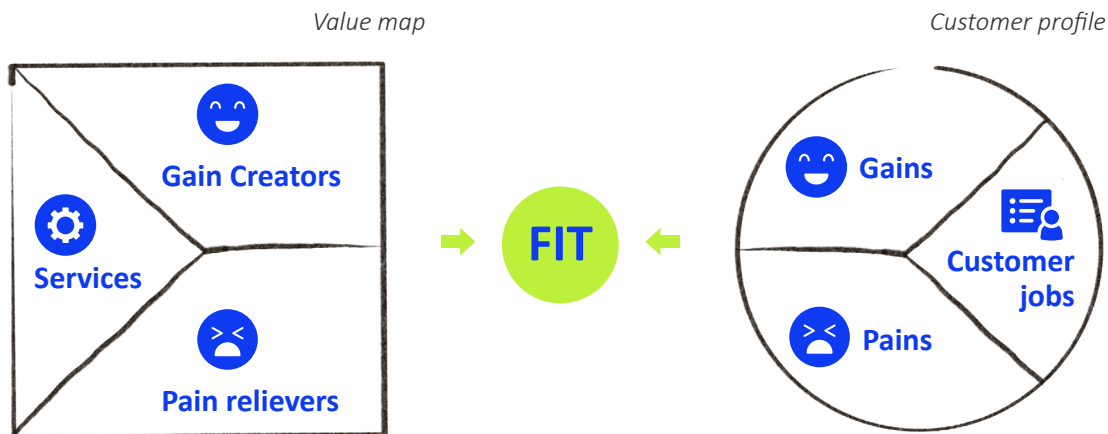 Value map
Customer profile
Gain Creators
Services
Pain relievers
FIT
Gains
Customer
jobs
Pains